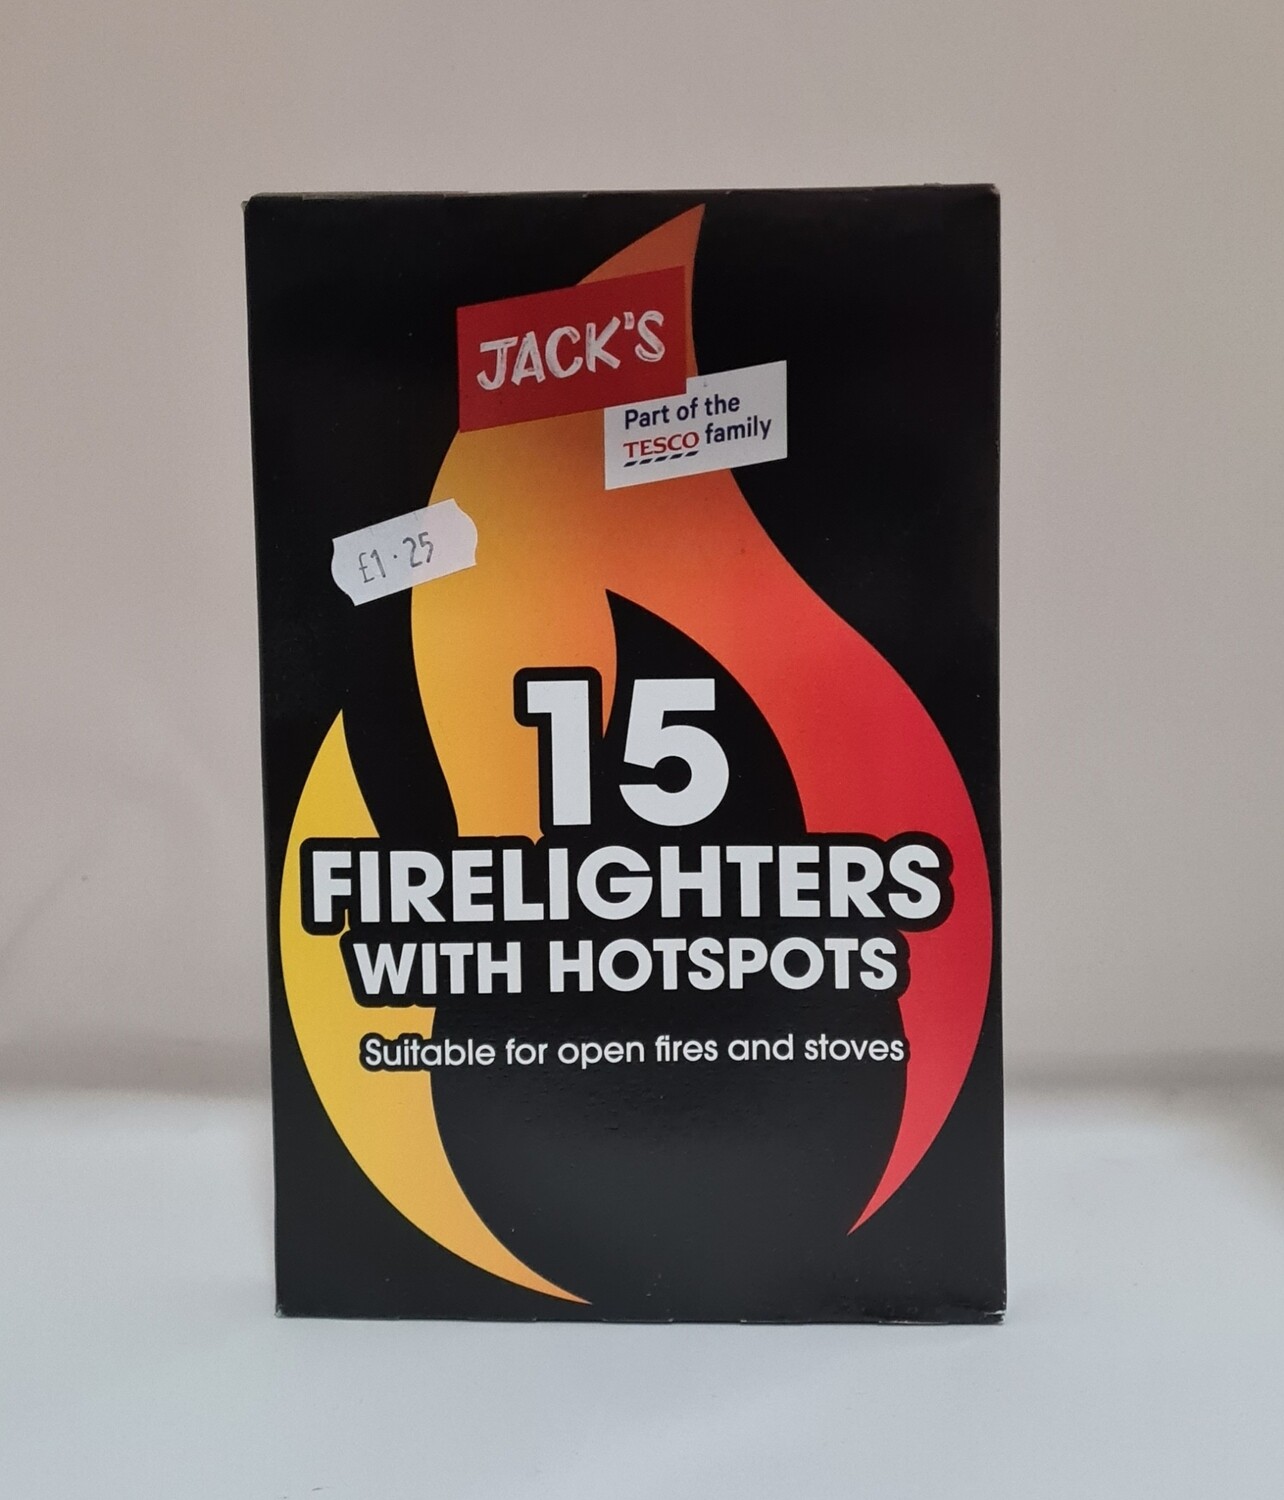 JACK'S
Part of the
TESCO family
£1.25
15
FIRELIGHTERS
WITH HOTSPOTS
Suitable for open fires and stoves